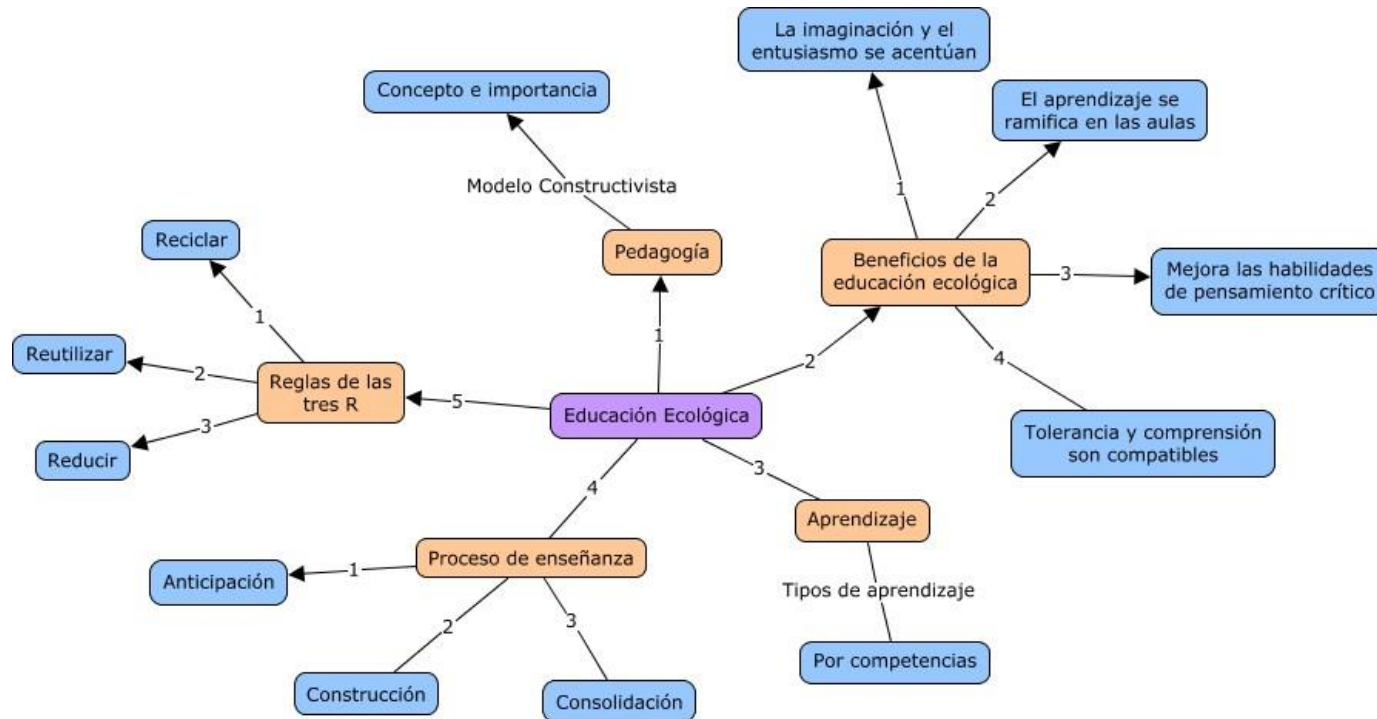 La imaginación y el
entusiasmo se acentúan
Concepto e importancia
El aprendizaje se
ramifica en las aulas
Modelo Constructivista
1
2
Reciclar
Pedagogía
Beneficios de la
educación ecológica
3
Mejora las habilidades
de pensamiento crítico
1
Reutilizar
2
Reglas de las
tres R
1
2
4
3
5
Educación Ecológica
Reducir
Tolerancia y comprensión
son compatibles
3
4
Aprendizaje
Proceso de enseñanza
Anticipación
1
Tipos de aprendizaje
2
3
Por competencias
Construcción
Consolidación